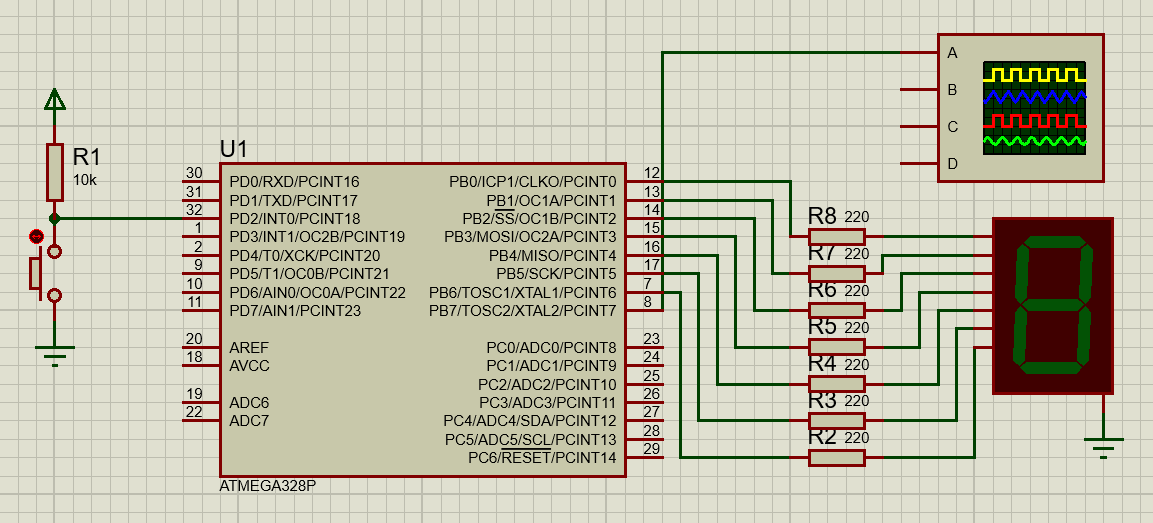 A
B
C
D
R1
10k
U1
30 PD0/RXD/PCINT16 PB0/ICP1/CLKO/PCINT0 12
31 PD1/TXD/PCINT17 PB1/OC1A/PCINT1 13
32 PD2/INT0/PCINT18 PB2/SS/OC1B/PCINT2 14
1 PD3/INT1/OC2B/PCINT19 PB3/MOSI/OC2A/PCINT3 15
2 PD4/T0/XCK/PCINT20 PB4/MISO/PCINT4 16
9 PD5/T1/OC0B/PCINT21 PB5/SCK/PCINT5 17
10 PD6/AIN0/OC0A/PCINT22 PB6/TOSC1/XTAL1/PCINT6 7
11 PD7/AIN1/PCINT23 PB7/TOSC2/XTAL2/PCINT7 8
20 AREF PC0/ADC0/PCINT8 23
18 AVCC PC1/ADC1/PCINT9 24
PC2/ADC2/PCINT10 25
19 ADC6 PC3/ADC3/PCINT11 26
22 ADC7 PC4/ADC4/SDA/PCINT12 27
PC5/ADC5/SCL/PCINT13 28
PC6/RESET/PCINT14 29
ATMEGA328P
R8 220
R7 220
R6 220
R5 220
R4 220
R3 220
R2 220